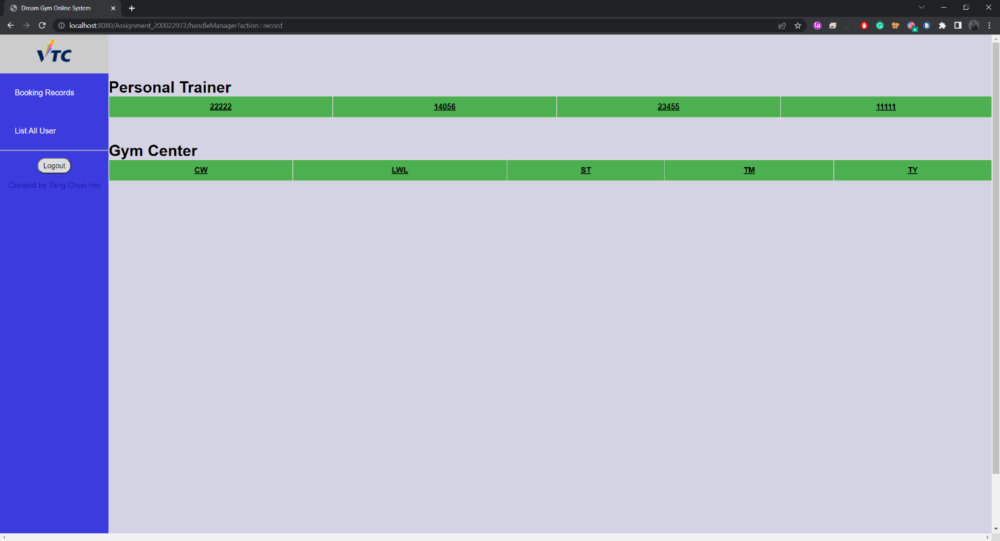 Dream Gym Online System
localhost:8080/Assignment_200022972/handleManager?action=record
VTC
Booking Records
List All User
Logout
Created by Tang Chun Hei
Personal Trainer
22222 14056 23455 11111
Gym Center
CW LWL ST TM TY